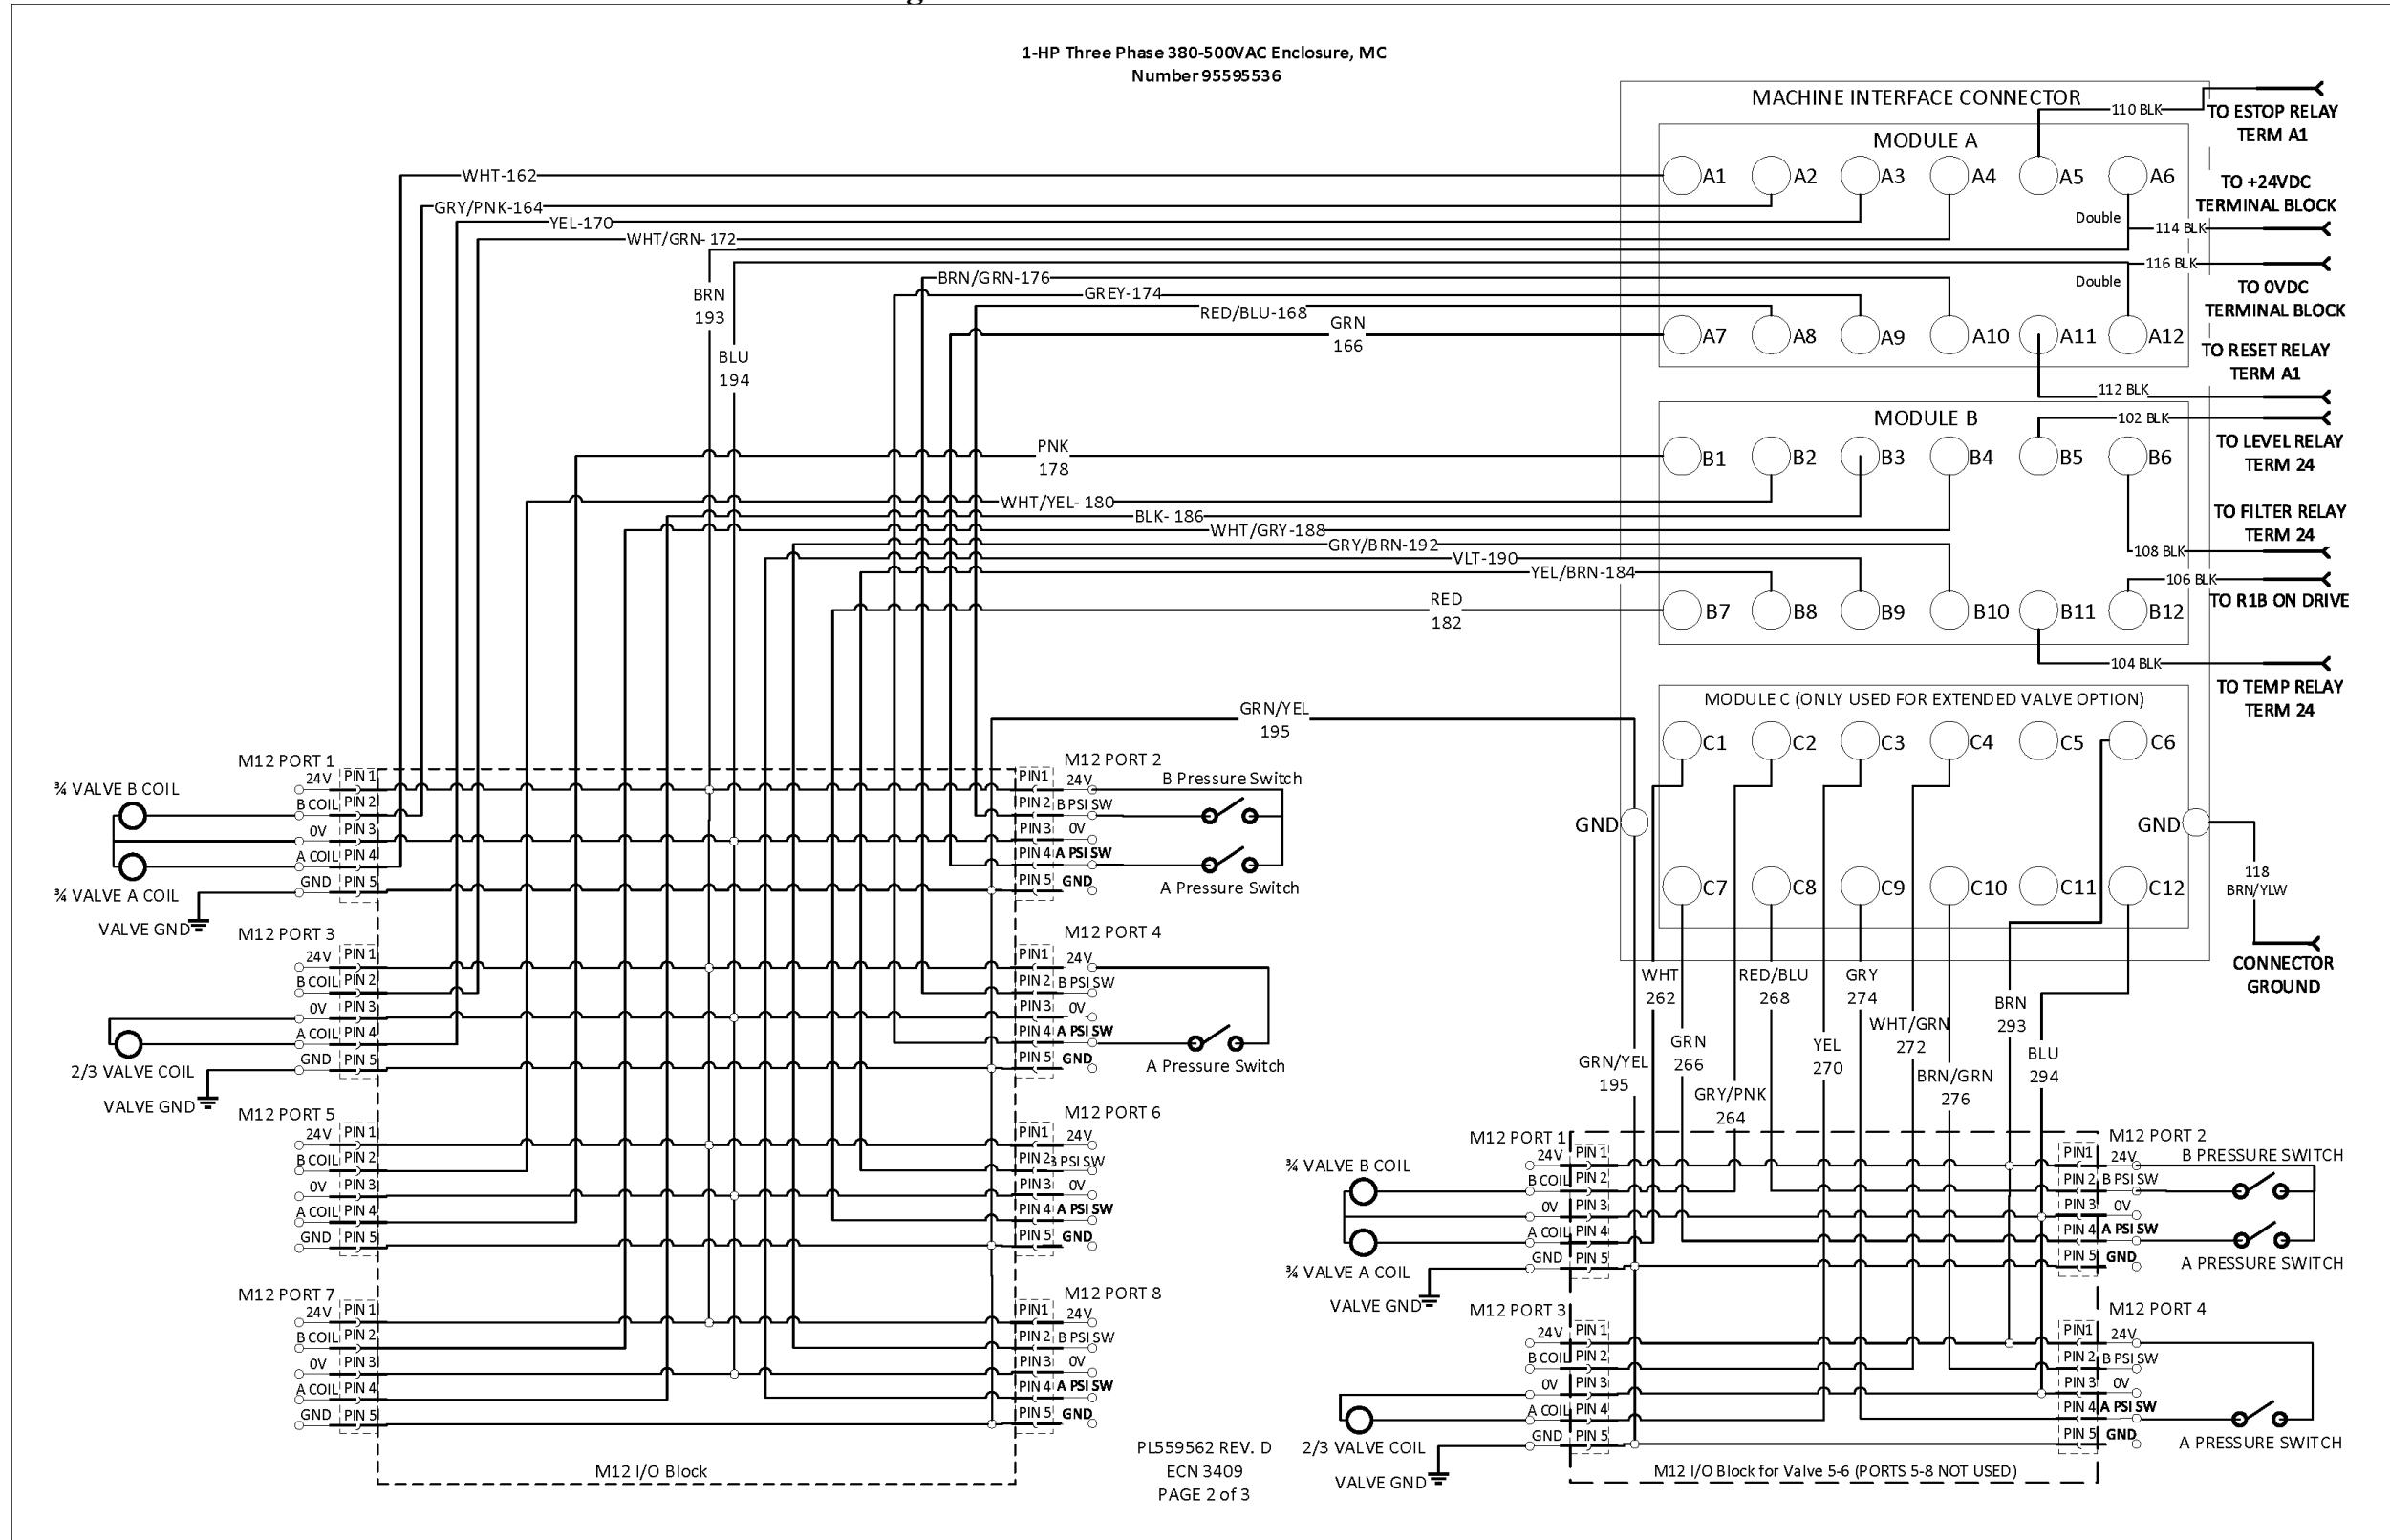 1-HP Three Phase 380-500VAC Enclosure, MC
Number 95595536
MACHINE INTERFACE CONNECTOR
110 BLK
TO ESTOP RELAY
TERM A1
MODULE A
WHT-162
A1
A2
A3
A4
A5
A6
TO +24VDC
TERMINAL BLOCK
GRY/PNK-164
YEL-170
Double
114 BLK
WHT/GRN- 172
116 BLK
BRN/GRN-176
Double
TO 0VDC
TERMINAL BLOCK
BRN
193
GREY-174
RED/BLU-168
GRN
166
A7
A8
A9
A10
A11
A12
TO RESET RELAY
TERM A1
BLU
194
112 BLK
MODULE B
102 BLK
TO LEVEL RELAY
TERM 24
PNK
178
B1
B2
B3
B4
B5
B6
WHT/YEL- 180
BLK- 186
TO FILTER RELAY
TERM 24
WHT/GRY-188
GRY/BRN-192
108 BLK
VLT-190
YEL/BRN-184
106 BLK
TO R1B ON DRIVE
RED
182
B7
B8
B9
B10
B11
B12
104 BLK
TO TEMP RELAY
TERM 24
MODULE C (ONLY USED FOR EXTENDED VALVE OPTION)
GRN/YEL
195
C1
C2
C3
C4
C5
C6
GND
GND
C7
C8
C9
C10
C11
C12
118
BRN/YLW
CONNECTOR
GROUND
M12 PORT 1
24V
PIN 1
¾ VALVE B COIL
B COIL
PIN 2
0V
PIN 3
A COIL
PIN 4
GND
PIN 5
¾ VALVE A COIL
VALVE GND
M12 PORT 2
PIN1
24V
B Pressure Switch
PIN 2
B PSI SW
PIN 3
0V
PIN 4
A PSI SW
PIN 5
GND
A Pressure Switch
M12 PORT 3
24V
PIN 1
B COIL
PIN 2
0V
PIN 3
A COIL
PIN 4
GND
PIN 5
2/3 VALVE COIL
VALVE GND
M12 PORT 4
PIN1
24V
PIN 2
B PSI SW
PIN 3
0V
PIN 4
A PSI SW
PIN 5
GND
A Pressure Switch
M12 PORT 5
24V
PIN 1
B COIL
PIN 2
0V
PIN 3
A COIL
PIN 4
GND
PIN 5
M12 PORT 6
PIN1
24V
PIN 2
PSI SW
PIN 3
0V
PIN 4
A PSI SW
PIN 5
GND
M12 PORT 7
24V
PIN 1
B COIL
PIN 2
0V
PIN 3
A COIL
PIN 4
GND
PIN 5
M12 PORT 8
PIN1
24V
PIN 2
B PSI SW
PIN 3
0V
PIN 4
A PSI SW
PIN 5
GND
M12 I/O Block
WHT
262
RED/BLU
268
GRY
274
BRN
293
WHT/GRN
272
GRN
266
YEL
270
BLU
294
GRN/YEL
195
GRY/PNK
264
BRN/GRN
276
M12 PORT 1
24V
PIN 1
¾ VALVE B COIL
B COIL
PIN 2
0V
PIN 3
A COIL
PIN 4
GND
PIN 5
¾ VALVE A COIL
VALVE GND
M12 PORT 2
PIN1
24V
B PRESSURE SWITCH
PIN 2
B PSI SW
PIN 3
0V
PIN 4
A PSI SW
PIN 5
GND
A PRESSURE SWITCH
M12 PORT 3
24V
PIN 1
B COIL
PIN 2
0V
PIN 3
A COIL
PIN 4
GND
PIN 5
2/3 VALVE COIL
VALVE GND
M12 PORT 4
PIN1
24V
PIN 2
B PSI SW
PIN 3
0V
PIN 4
A PSI SW
PIN 5
GND
A PRESSURE SWITCH
M12 I/O Block for Valve 5-6 (PORTS 5-8 NOT USED)
PL559562 REV. D
ECN 3409
PAGE 2 of 3